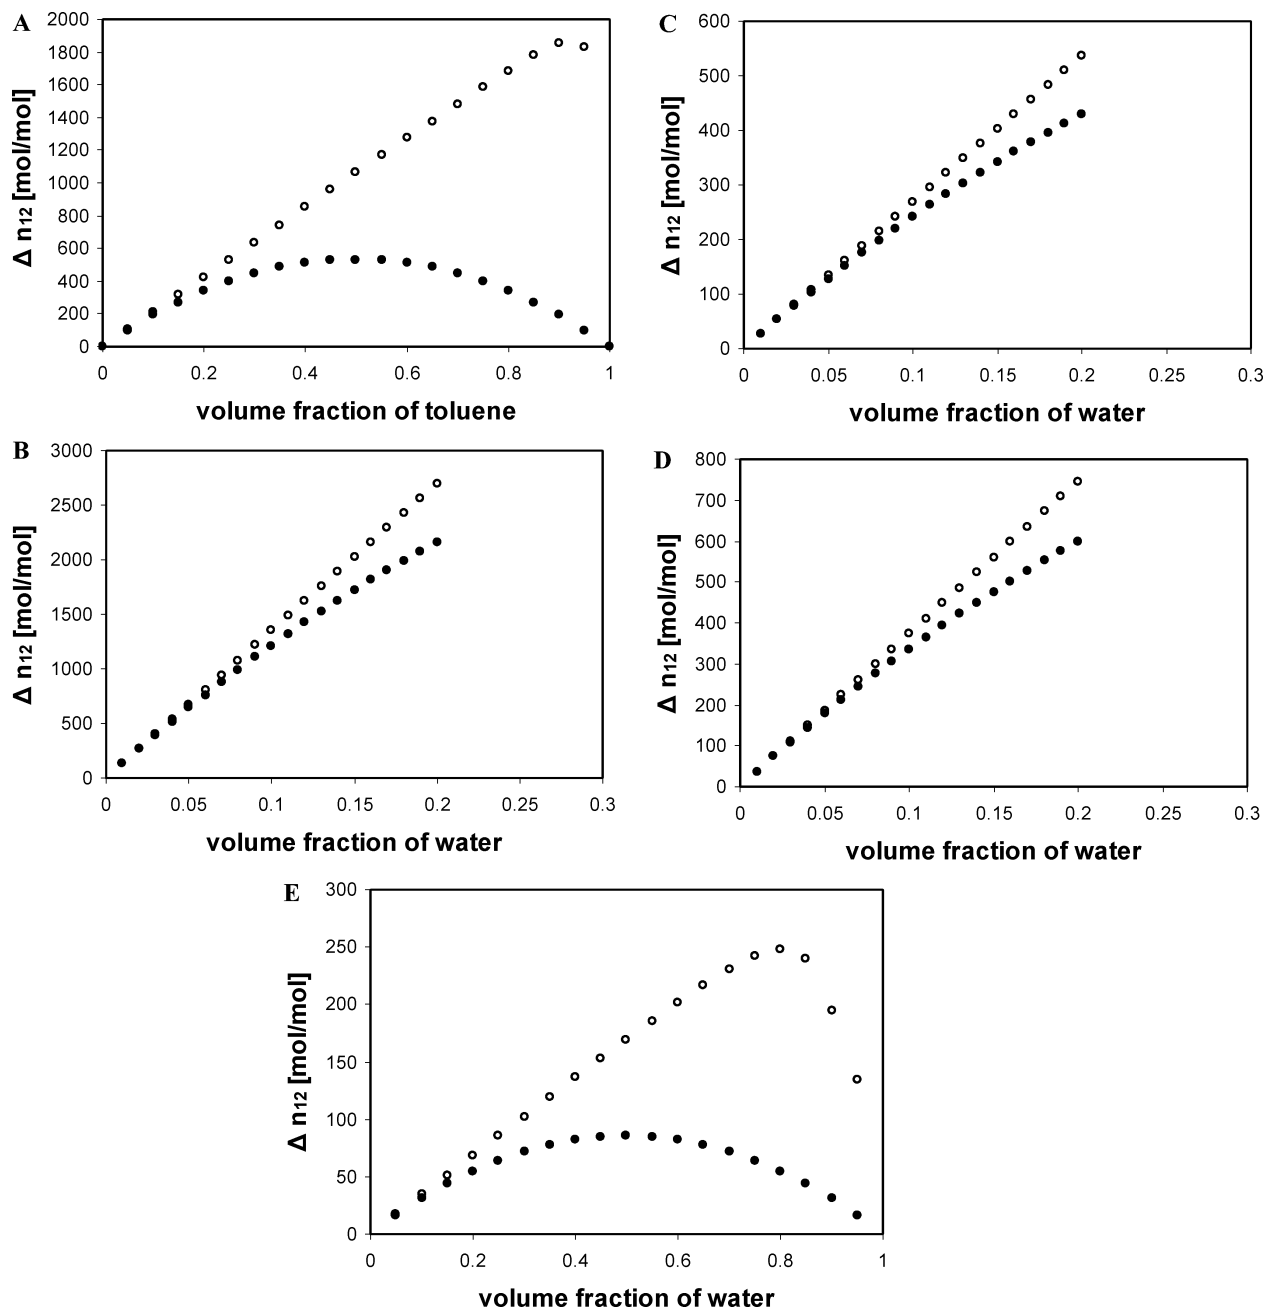 A
2000
1800
1600
1400
1200
1000
800
600
400
200
0
Δ n12 [mol/mol]
0 0.2 0.4 0.6 0.8 1
volume fraction of toluene
C
600
500
400
300
200
100
0
Δ n12 [mol/mol]
0 0.05 0.1 0.15 0.2 0.25 0.3
volume fraction of water
B
3000
2500
2000
1500
1000
500
0
Δ n12 [mol/mol]
0 0.05 0.1 0.15 0.2 0.25 0.3
volume fraction of water
D
800
700
600
500
400
300
200
100
0
Δ n12 [mol/mol]
0 0.05 0.1 0.15 0.2 0.25 0.3
volume fraction of water
E
300
250
200
150
100
50
0
Δ n12 [mol/mol]
0 0.2 0.4 0.6 0.8 1
volume fraction of water